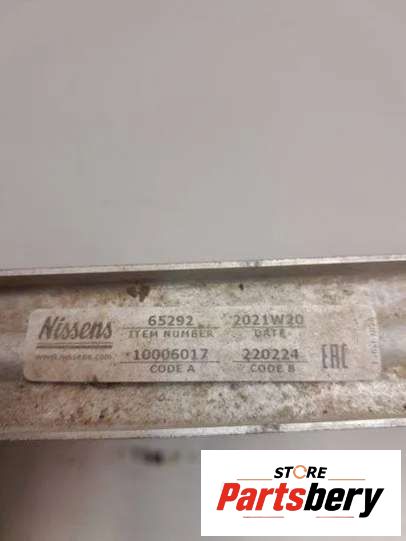 Nissens 65292 2021W20
ITEM NUMBER DATE
www.nissens.com *10006017 220224 EAC
CODE A CODE B
STORE
Partsbery